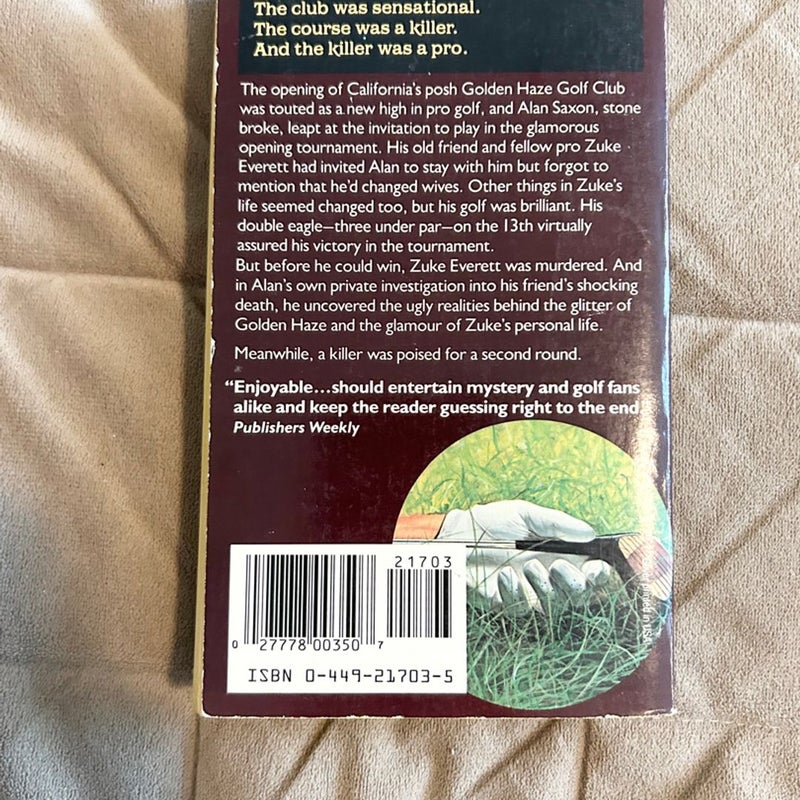 The club was sensational.
The course was a killer.
And the killer was a pro.
The opening of California's posh Golden Haze Golf Club
was touted as a new high in pro golf, and Alan Saxon, stone
broke, leapt at the invitation to play in the glamorous
opening tournament. His old friend and fellow pro Zuke
Everett had invited Alan to stay with him but forgot to
mention that he'd changed wives. Other things in Zuke's
life seemed changed too, but his golf was brilliant. His
double eagle—three under par—on the 13th virtually
assured his victory in the tournament.
But before he could win, Zuke Everett was murdered. And
in Alan's own private investigation into his friend's shocking
death, he uncovered the ugly realities behind the glitter of
Golden Haze and the glamour of Zuke's personal life.
Meanwhile, a killer was poised for a second round.
“Enjoyable...should entertain mystery and golf fans
alike and keep the reader guessing right to the end.”
Publishers Weekly
21703
0 27778 00350 7
ISBN 0-449-21703-5